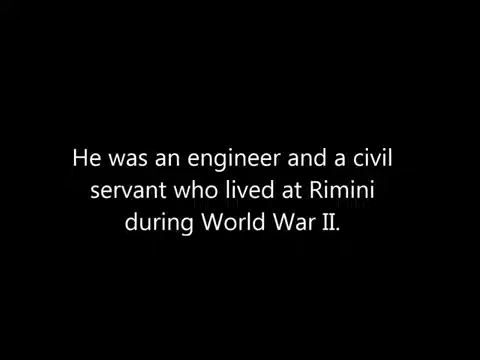 He was an engineer and a civil
servant who lived at Rimini
during World War II.